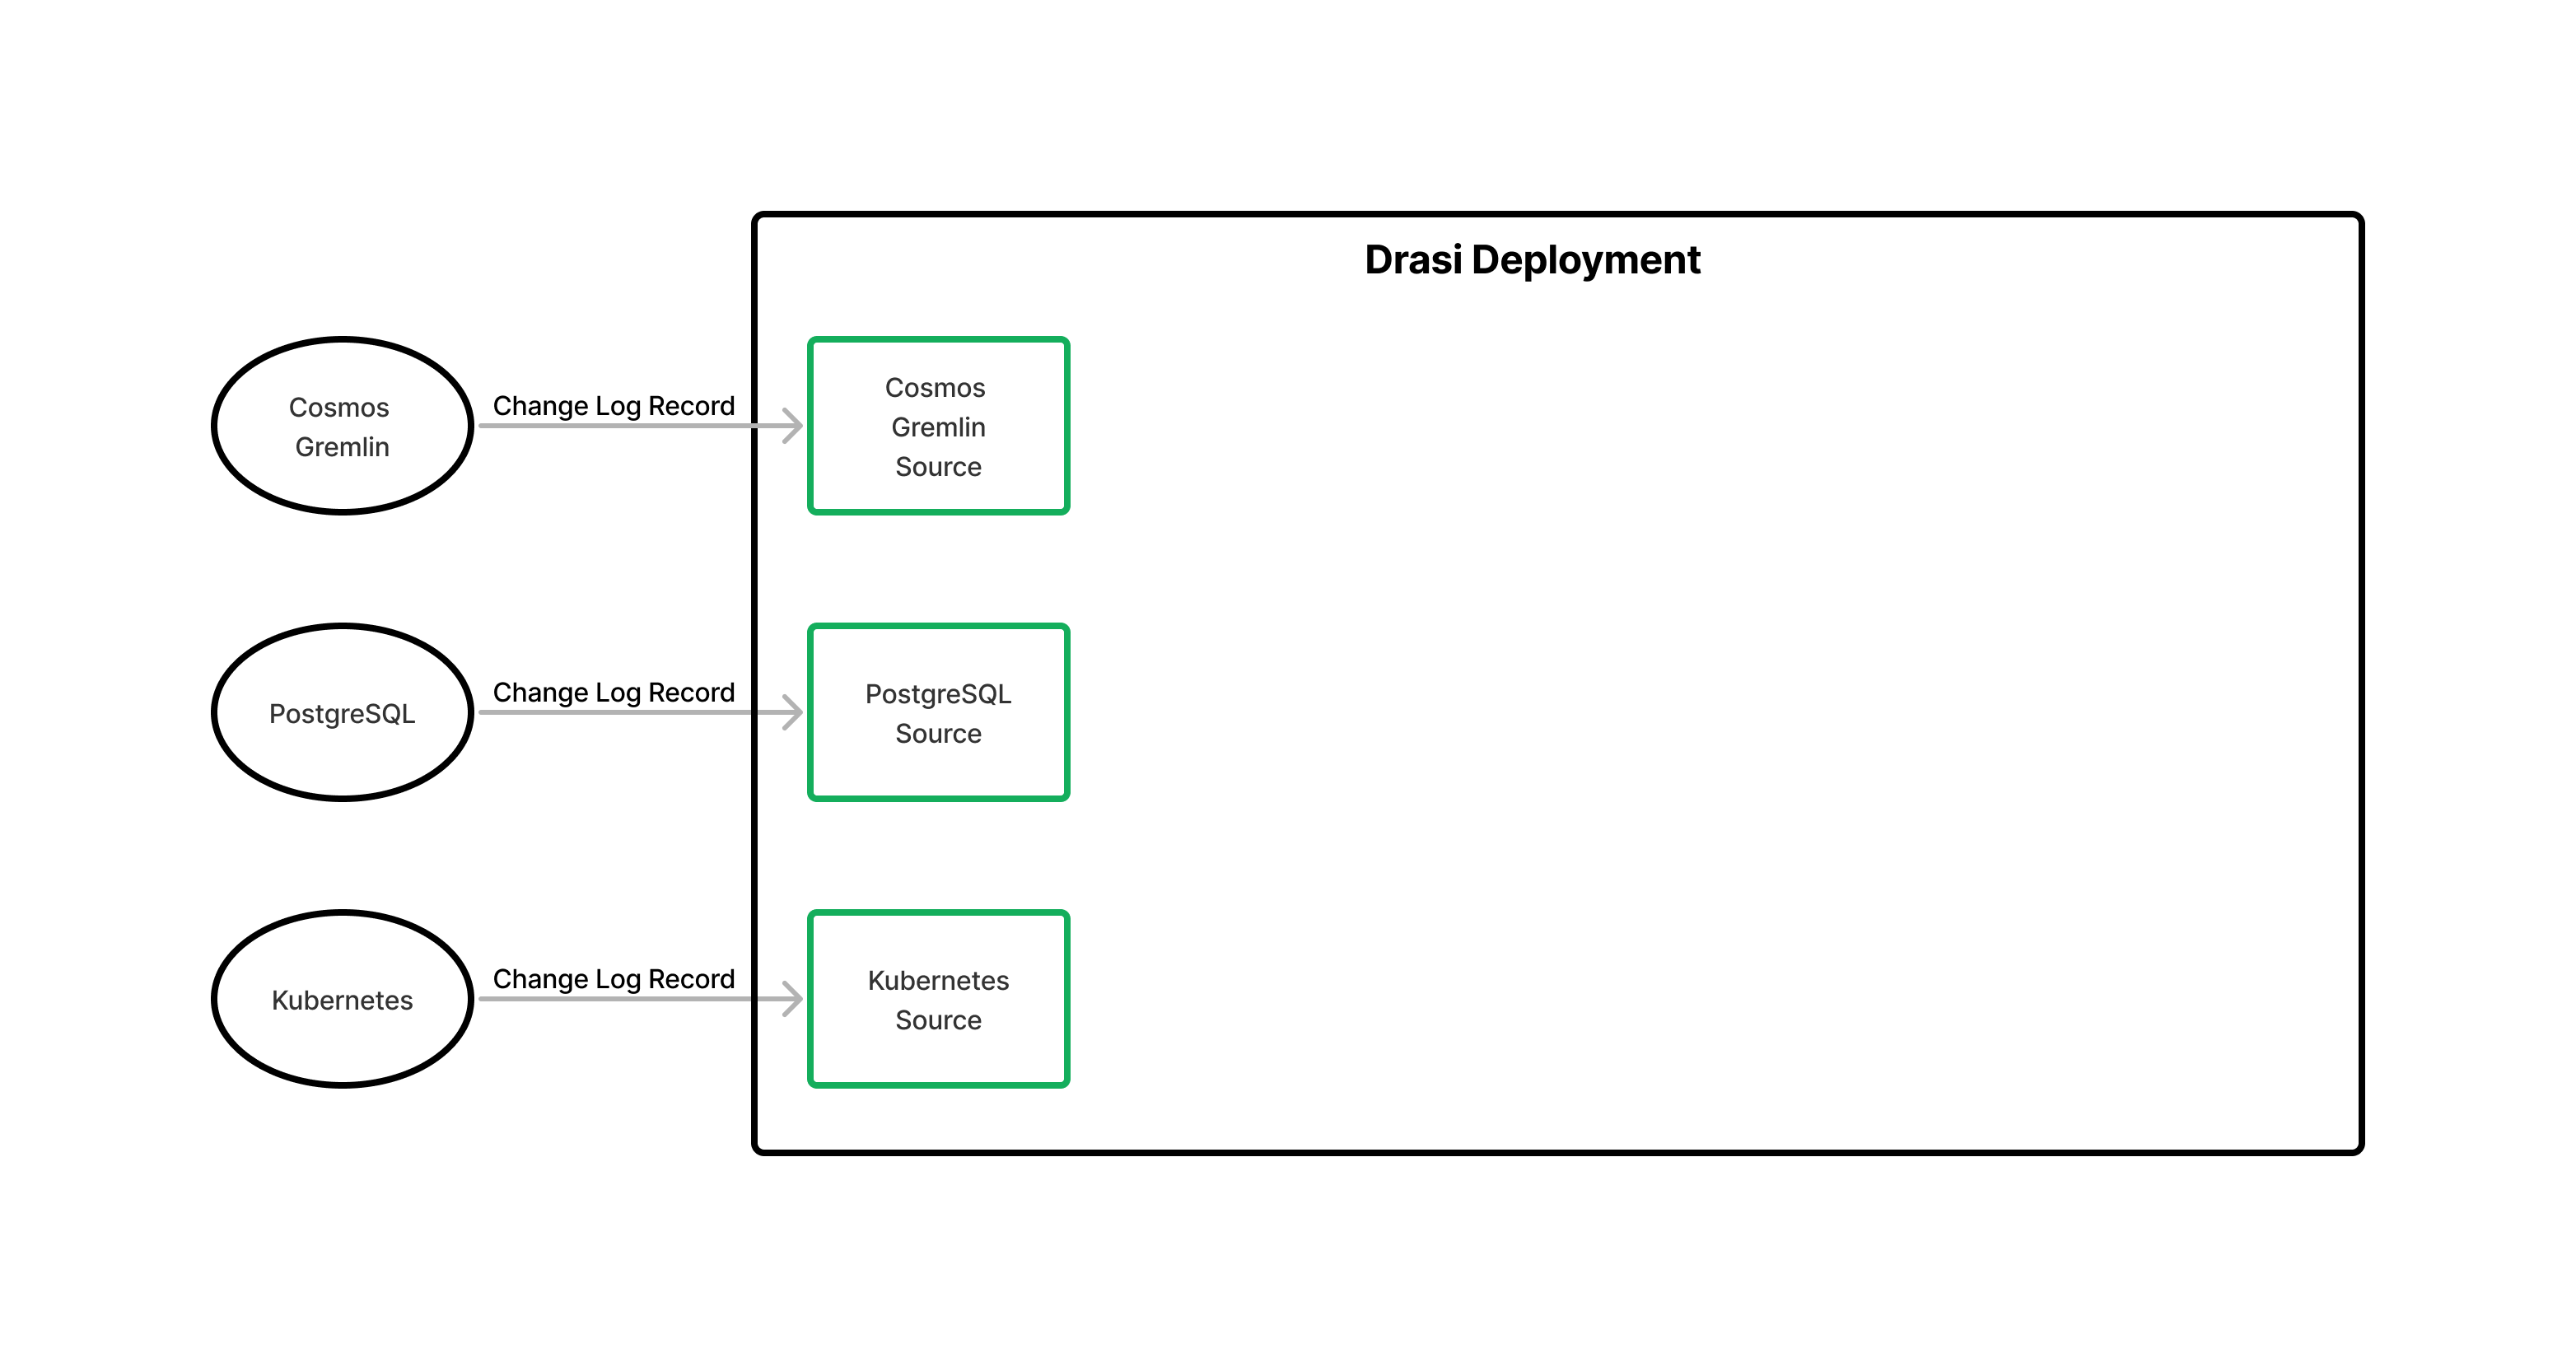 Drasi Deployment
Cosmos
Gremlin
Change Log Record
Cosmos
Gremlin
Source
PostgreSQL
Change Log Record
PostgreSQL
Source
Kubernetes
Change Log Record
Kubernetes
Source